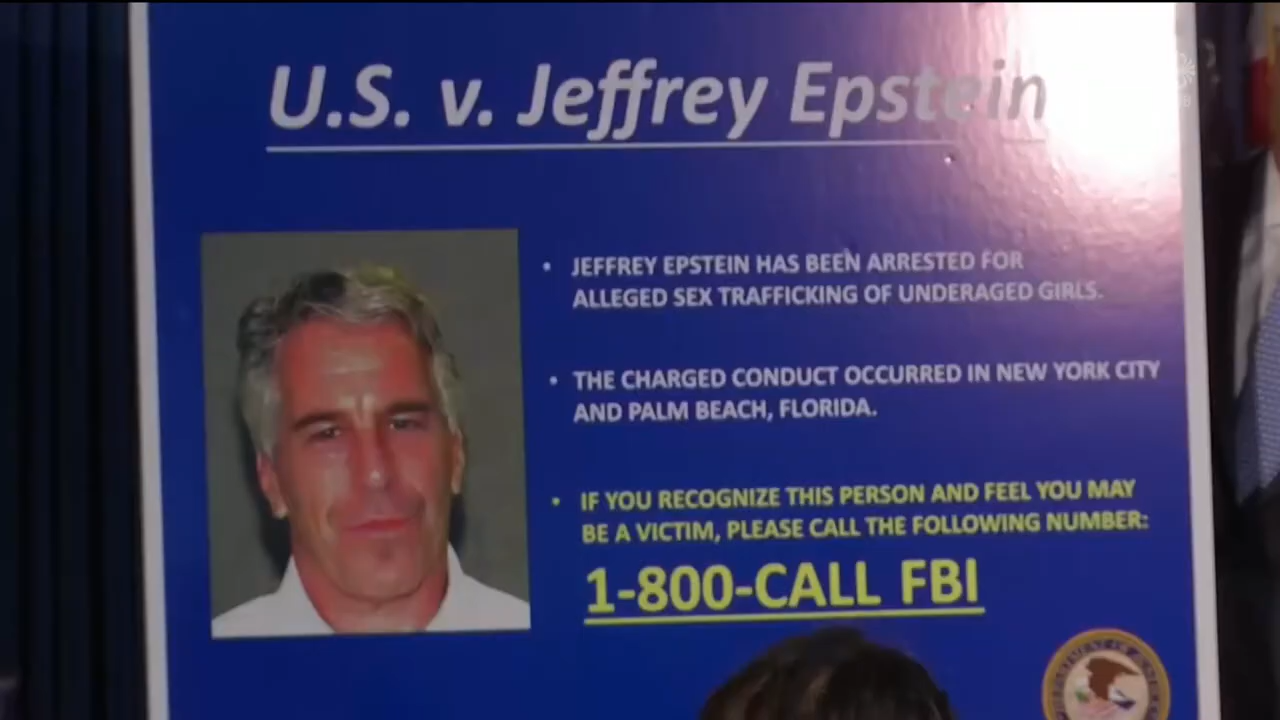 U.S. v. Jeffrey Epstein
• JEFFREY EPSTEIN HAS BEEN ARRESTED FOR
ALLEGED SEX TRAFFICKING OF UNDERAGED GIRLS.
• THE CHARGED CONDUCT OCCURRED IN NEW YORK CITY
AND PALM BEACH, FLORIDA.
• IF YOU RECOGNIZE THIS PERSON AND FEEL YOU MAY
BE A VICTIM, PLEASE CALL THE FOLLOWING NUMBER:
1-800-CALL FBI